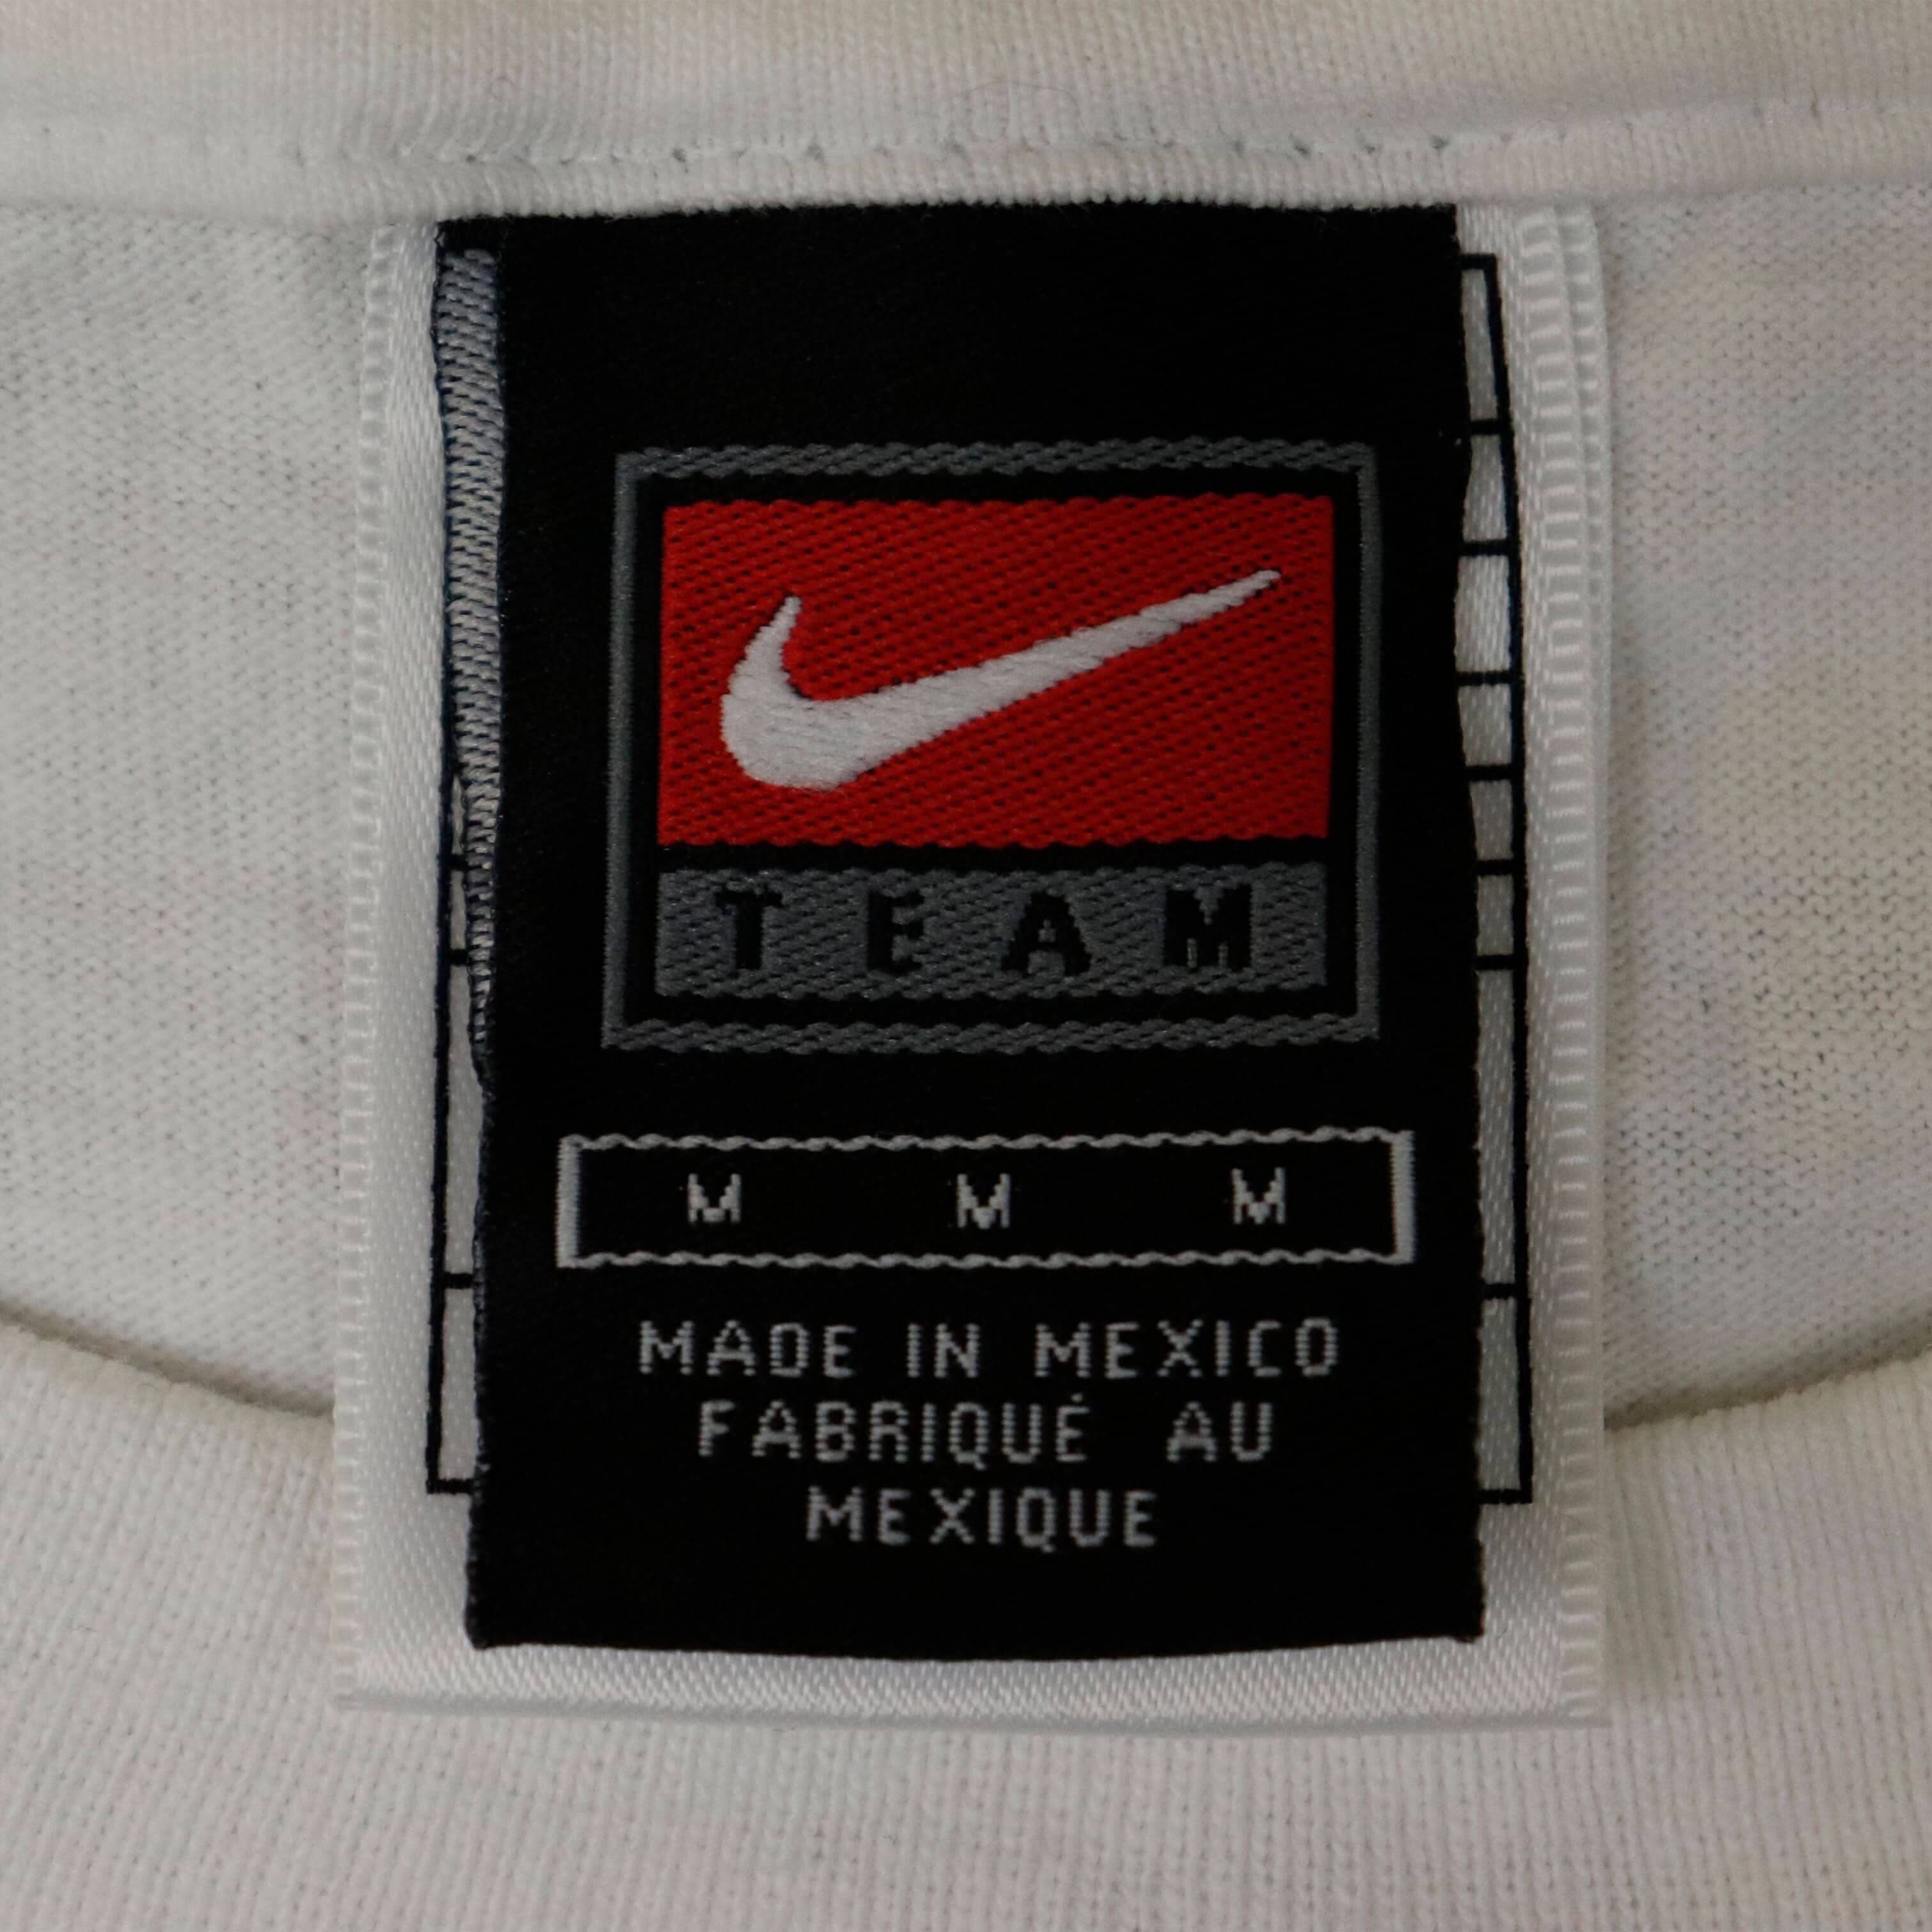 TEAM
M M M
MADE IN MEXICO
FABRIQUÉ AU
MEXIQUE